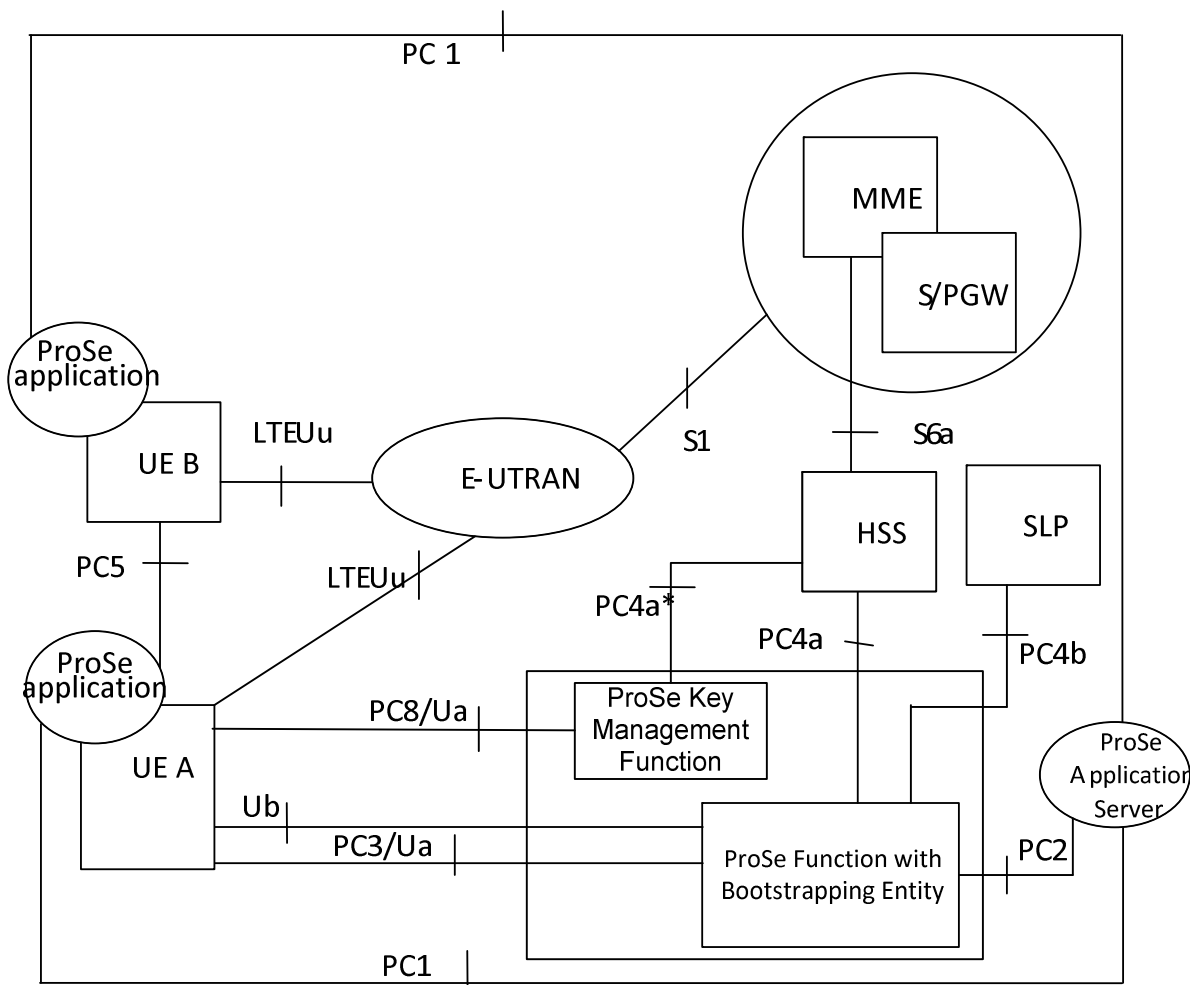 PC 1
MME
S/PGW
ProSe
application
LTEUu
S1
S6a
UE B
E-UTRAN
HSS
SLP
PC5
LTEUu
PC4a*
PC4a
PC4b
ProSe
application
PC8/Ua
ProSe Key
Management
Function
UE A
ProSe
Application
Server
Ub
PC3/Ua
ProSe Function with
Bootstrapping Entity
PC2
PC1